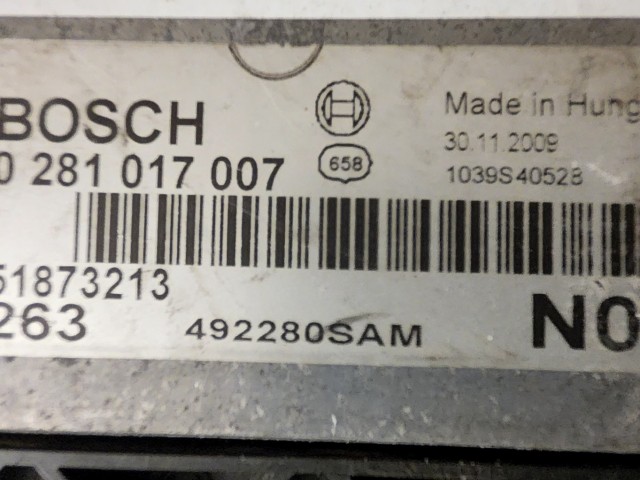 BOSCH
Made in Hung
30.11.2009
0 281 017 007
658
1039S40528
51873213
263
492280SAM
N0